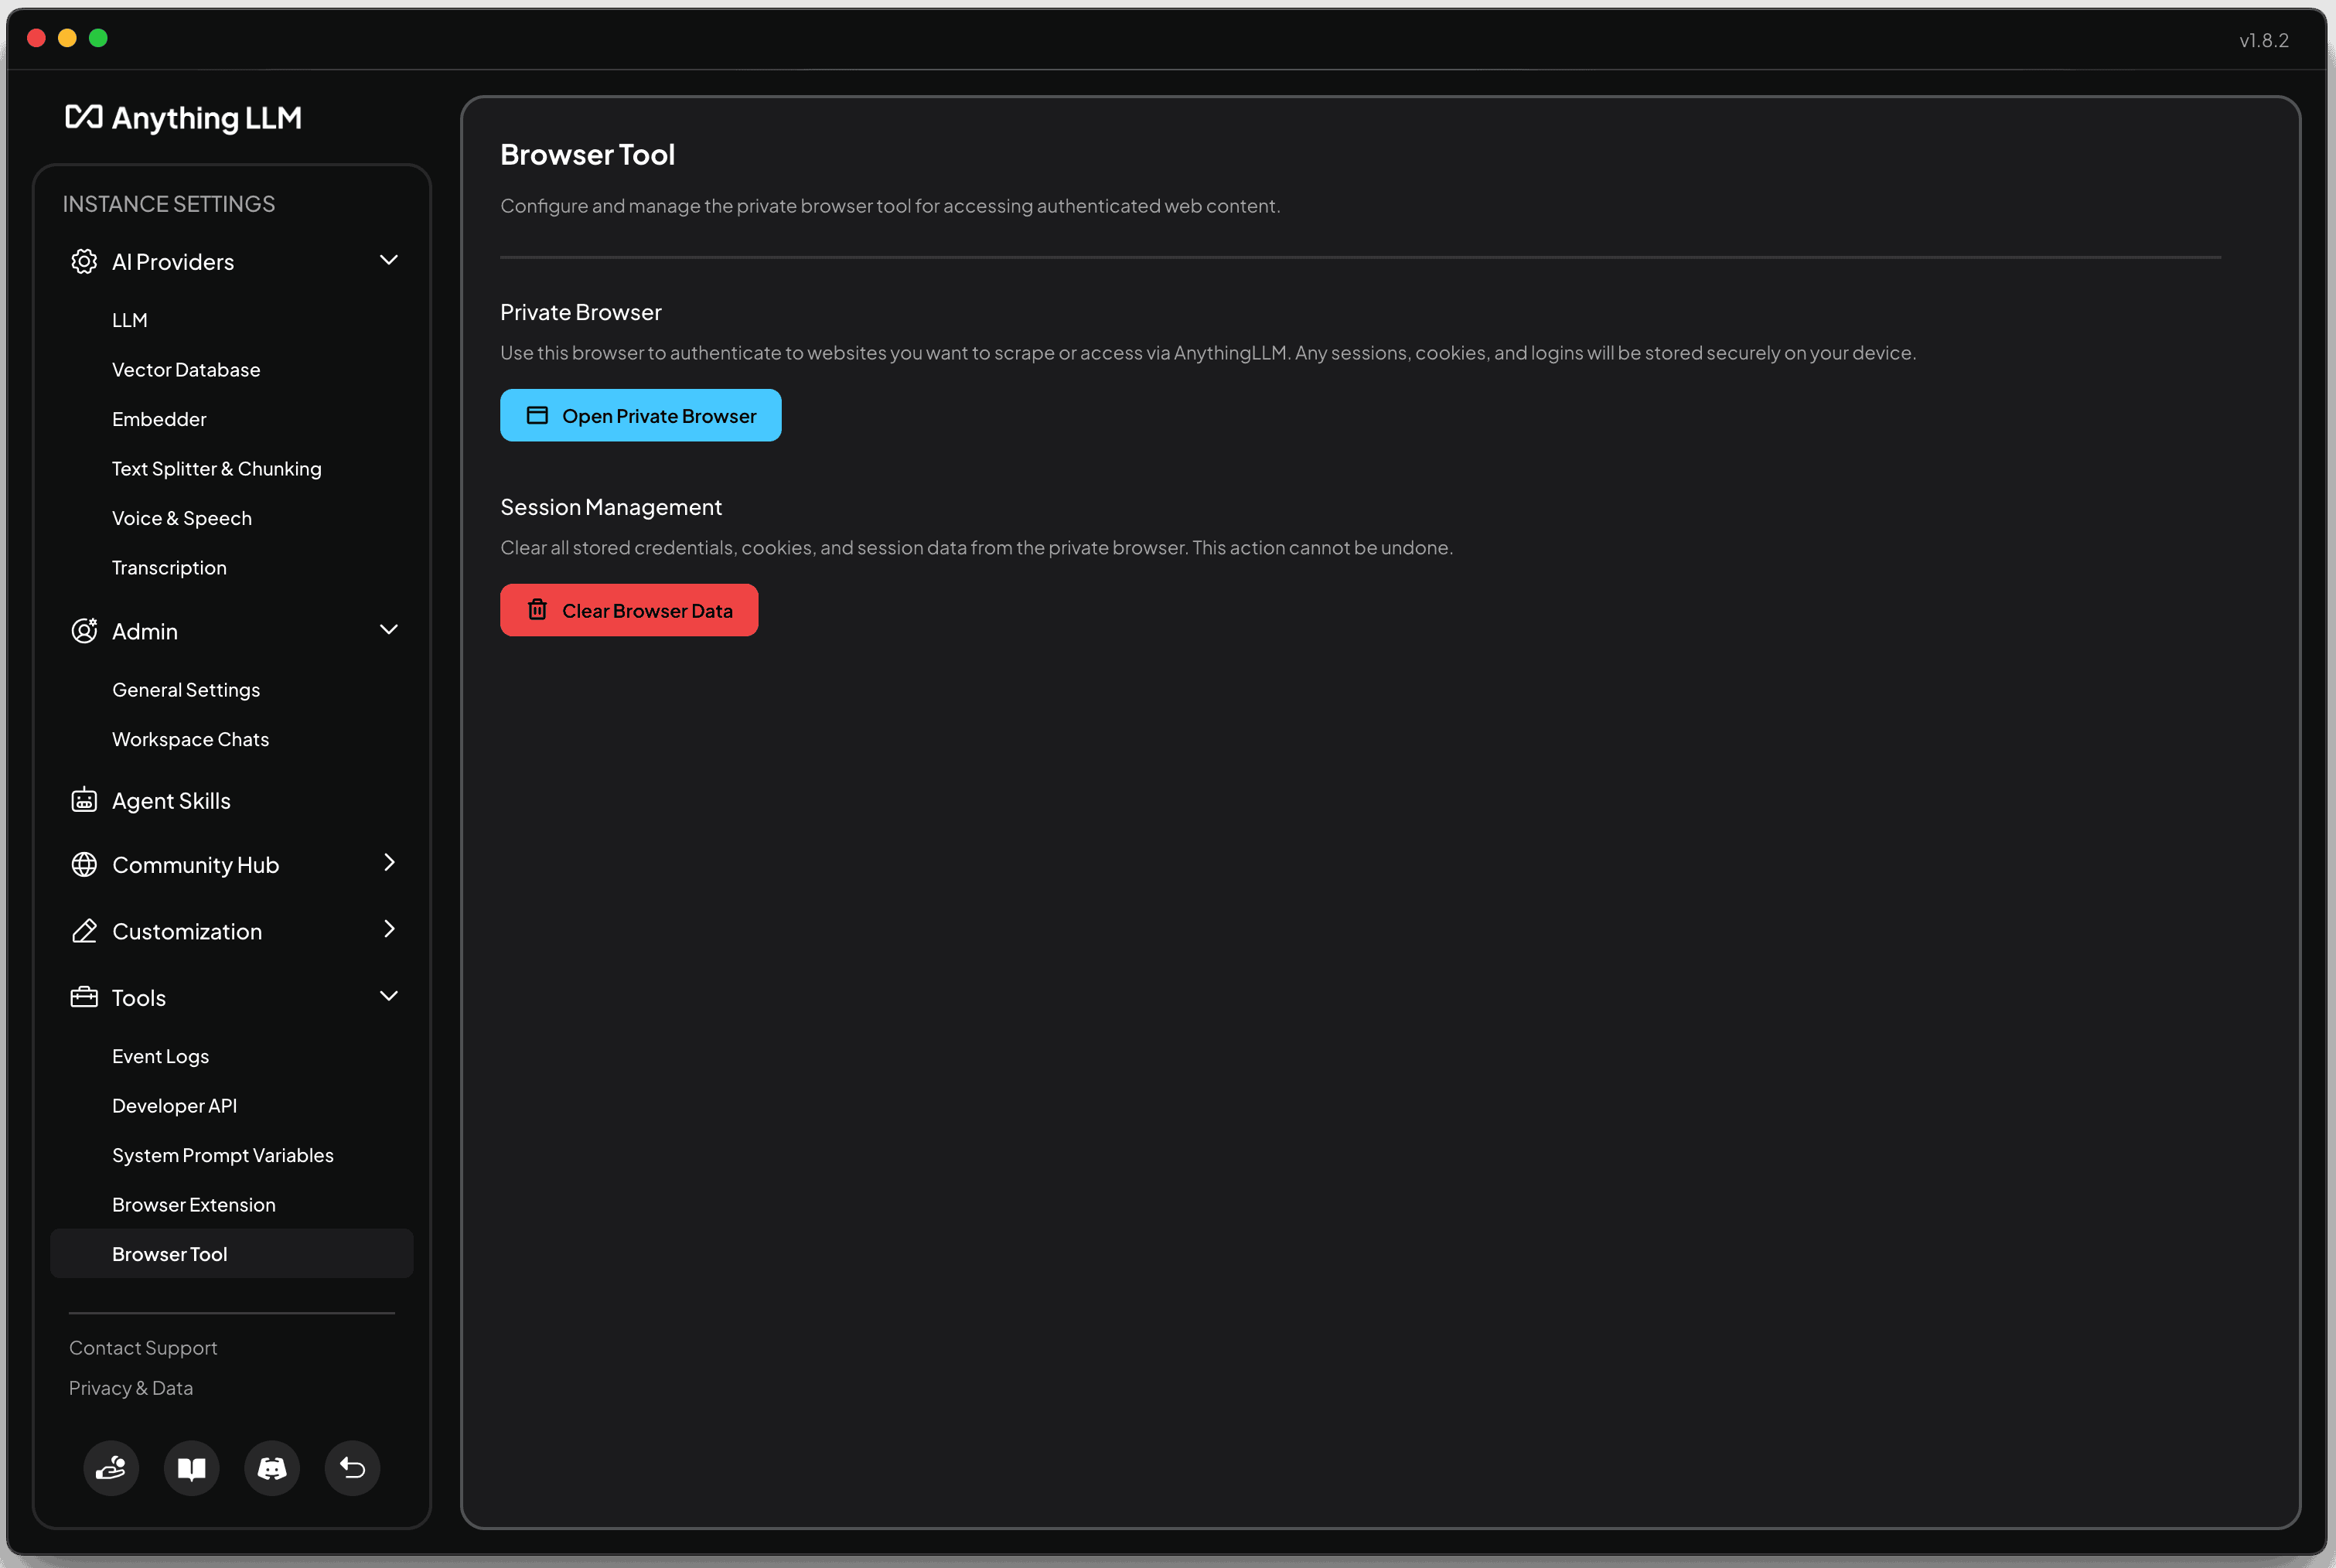 v1.8.2
Anything LLM
INSTANCE SETTINGS
AI Providers
LLM
Vector Database
Embedder
Text Splitter & Chunking
Voice & Speech
Transcription
Admin
General Settings
Workspace Chats
Agent Skills
Community Hub
Customization
Tools
Event Logs
Developer API
System Prompt Variables
Browser Extension
Browser Tool
Contact Support
Privacy & Data
Browser Tool
Configure and manage the private browser tool for accessing authenticated web content.
Private Browser
Use this browser to authenticate to websites you want to scrape or access via AnythingLLM. Any sessions, cookies, and logins will be stored securely on your device.
Open Private Browser
Session Management
Clear all stored credentials, cookies, and session data from the private browser. This action cannot be undone.
Clear Browser Data